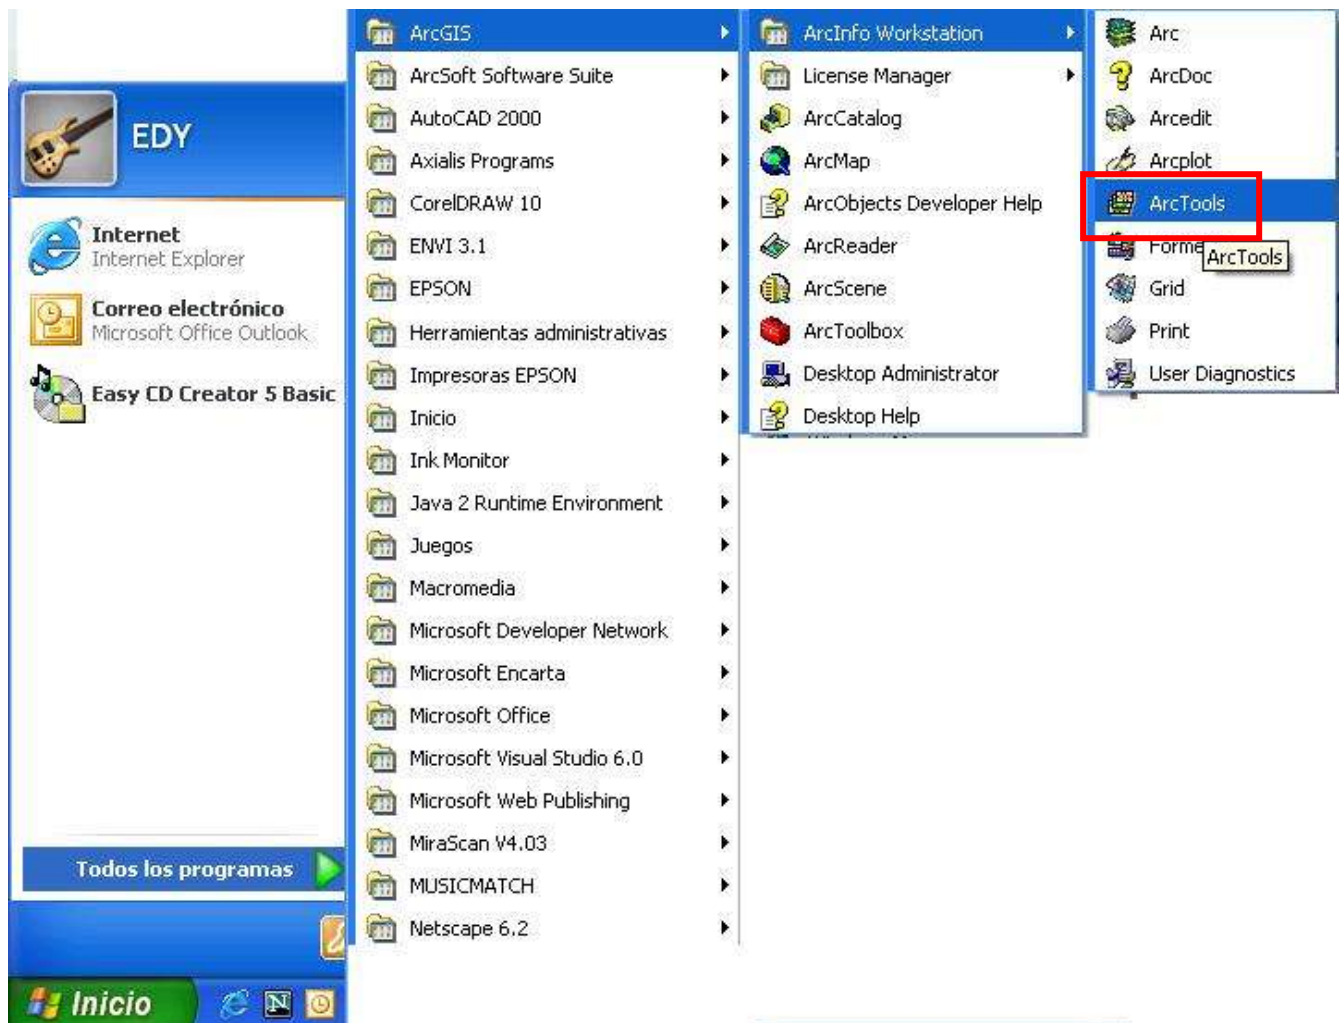 EDY
Internet
Internet Explorer
Correo electrónico
Microsoft Office Outlook
Easy CD Creator 5 Basic
Todos los programas
Inicio
N
ArcGIS
ArcSoft Software Suite
AutoCAD 2000
Axialis Programs
CorelDRAW 10
ENVI 3.1
EPSON
Herramientas administrativas
Impresoras EPSON
Inicio
Ink Monitor
Java 2 Runtime Environment
Juegos
Macromedia
Microsoft Developer Network
Microsoft Encarta
Microsoft Office
Microsoft Visual Studio 6.0
Microsoft Web Publishing
MiraScan V4.03
MUSICMATCH
Netscape 6.2
ArcInfo Workstation
License Manager
ArcCatalog
ArcMap
ArcObjects Developer Help
ArcReader
ArcScene
ArcToolbox
Desktop Administrator
Desktop Help
Arc
ArcDoc
Arcedit
Arcplot
ArcTools
Forme
ArcTools
Grid
Print
User Diagnostics